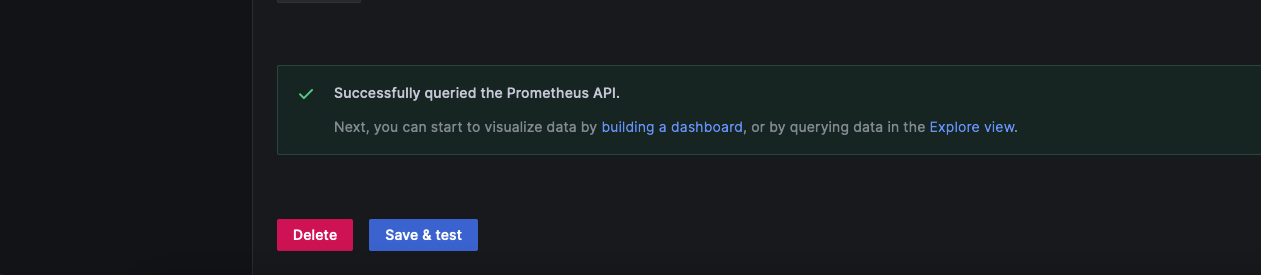 Successfully queried the Prometheus API.
Next, you can start to visualize data by building a dashboard, or by querying data in the Explore view.
Delete
Save & test